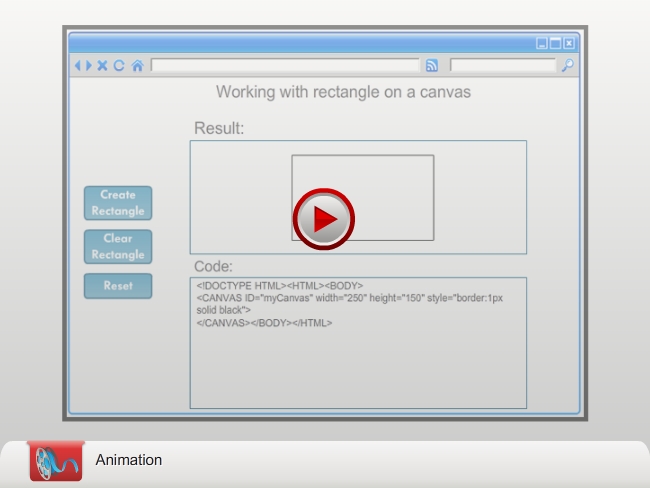 Working with rectangle on a canvas
Result:
Create
Rectangle
Clear
Rectangle
Reset
Code:
<!DOCTYPE HTML><HTML><BODY>
<CANVAS ID="myCanvas" width="250" height="150" style="border:1px
solid black">
</CANVAS></BODY></HTML>
Animation